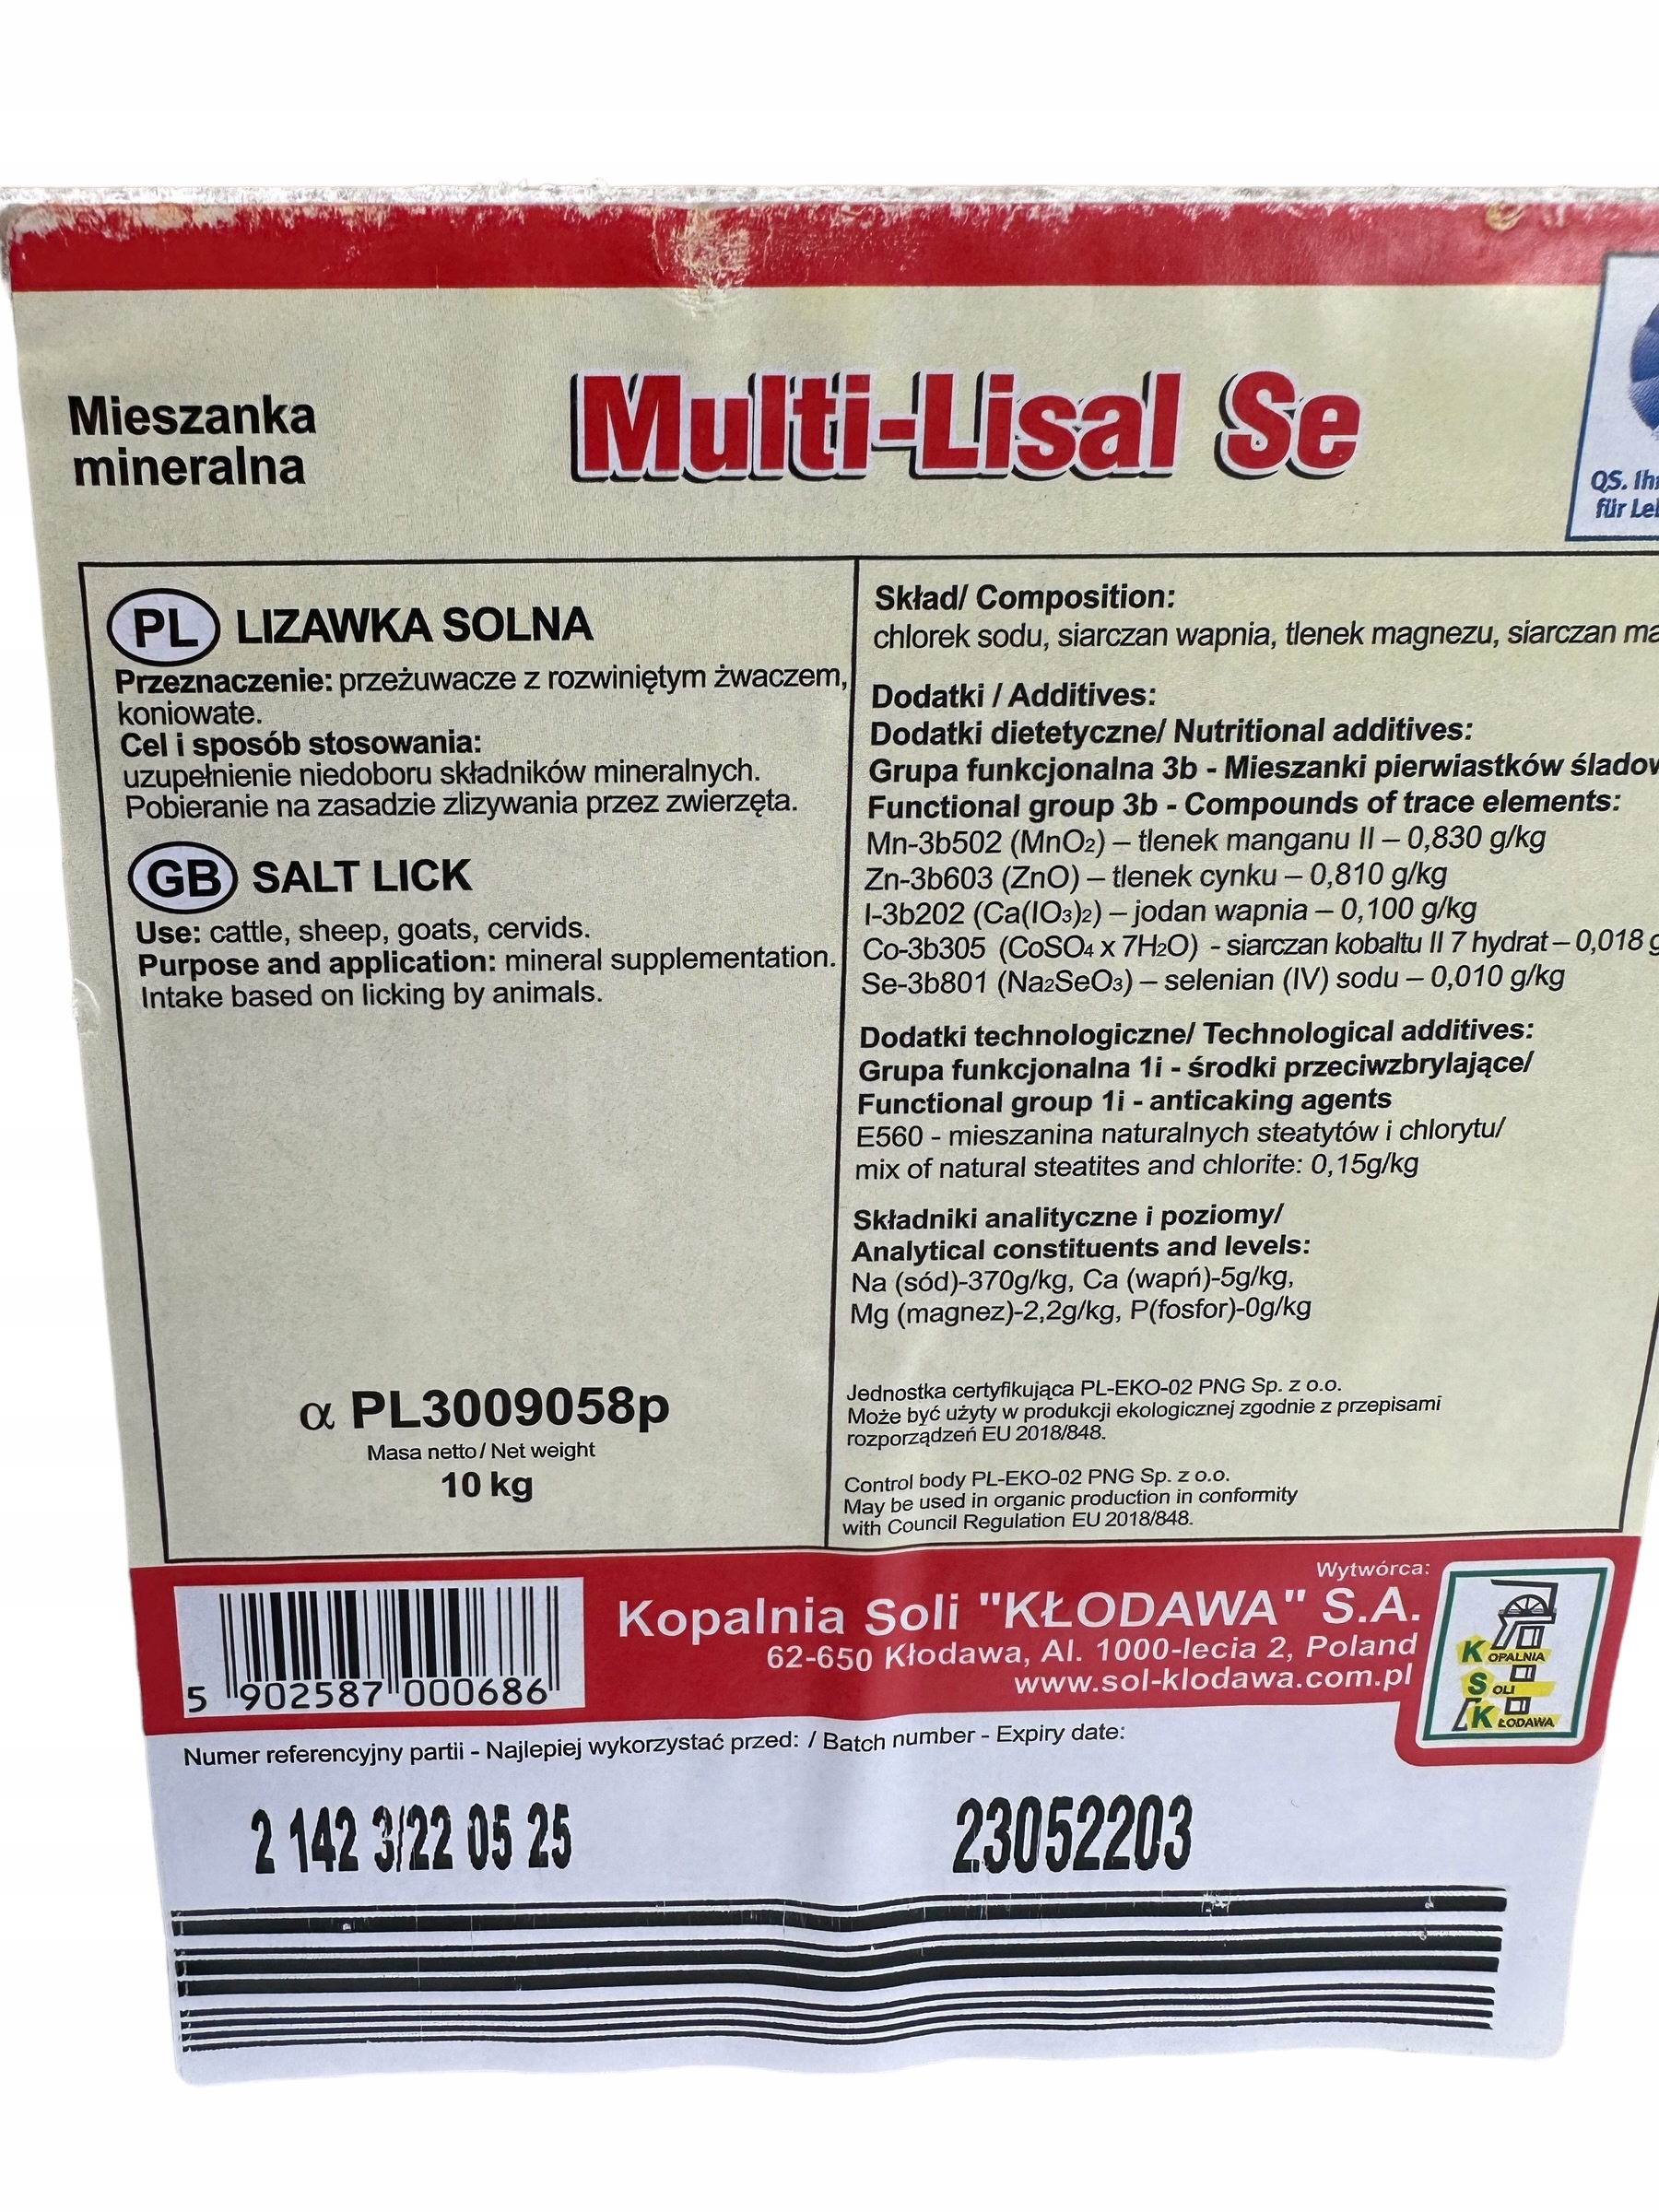 Mieszanka
mineralna
Multi-Lisal Se
QS.
für
PL LIZAWKA SOLNA
Przeznaczenie: przeżuwacze z rozwiniętym żwaczem,
koniowate.
Cel i sposób stosowania:
uzupełnienie niedoboru składników mineralnych.
Pobieranie na zasadzie zlizywania przez zwierzęta.
GB SALT LICK
Use: cattle, sheep, goats, cervids.
Purpose and application: mineral supplementation.
Intake based on licking by animals.
α PL3009058p
Masa netto/ Net weight
10 kg
Skład/ Composition:
chlorek sodu, siarczan wapnia, tlenek magnezu, siarczan
Dodatki / Additives:
Dodatki dietetyczne/ Nutritional additives:
Grupa funkcjonalna 3b - Mieszanki pierwiastków
Functional group 3b - Compounds of trace elements:
Mn-3b502 (MnO₂) – tlenek manganu II – 0,830 g/kg
Zn-3b603 (ZnO) – tlenek cynku – 0,810 g/kg
I-3b202 (Ca(IO₃)₂) – jodan wapnia – 0,100 g/kg
Co-3b305 (CoSO₄ x 7H₂O) - siarczan kobaltu II 7 hydrat – 0,018
Se-3b801 (Na₂SeO₃) – selenian (IV) sodu – 0,010 g/kg
Dodatki technologiczne/ Technological additives:
Grupa funkcjonalna 1i - środki przeciwzbrylające/
Functional group 1i - anticaking agents
E560 - mieszanina naturalnych steatytów i chlorytu/
mix of natural steatites and chlorite: 0,15g/kg
Składniki analityczne i poziomy/
Analytical constituents and levels:
Na (sód)-370g/kg, Ca (wapń)-5g/kg,
Mg (magnez)-2,2g/kg, P(fosfor)-0g/kg
Jednostka certyfikująca PL-EKO-02 PNG Sp. z o.o.
Może być użyty w produkcji ekologicznej zgodnie z przepisami
rozporządzeń EU 2018/848.
Control body PL-EKO-02 PNG Sp. z o.o.
May be used in organic production in conformity
with Council Regulation EU 2018/848.
5 902587 000686
Wytwórca:
Kopalnia Soli "KŁODAWA" S.A.
62-650 Kłodawa, Al. 1000-lecia 2, Poland
www.sol-klodawa.com.pl
KOPALNIA
SOLI
KŁODAWA
Numer referencyjny partii - Najlepiej wykorzystać przed: / Batch number - Expiry date:
2 142 3/22 05 25 23052203